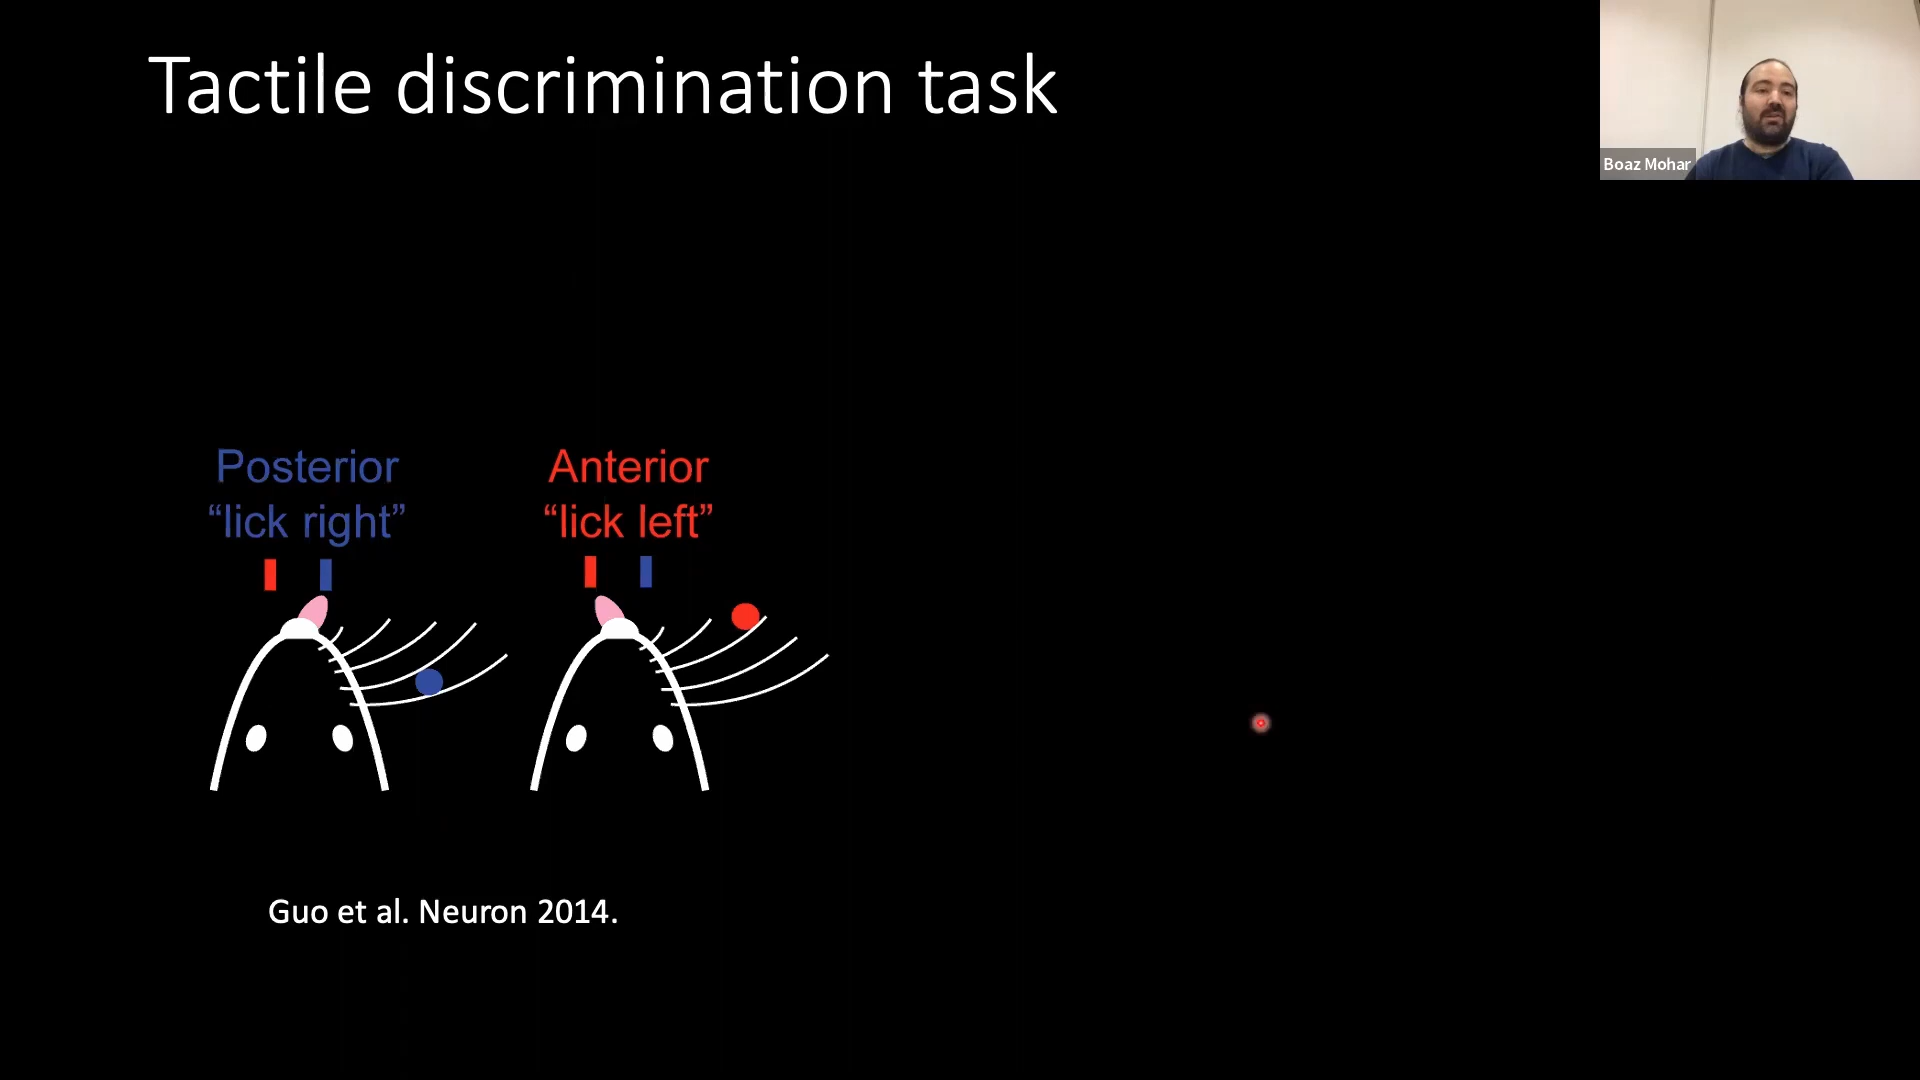 Tactile discrimination task
Boaz Mohar
Posterior
“lick right”
Anterior
“lick left”
Guo et al. Neuron 2014.